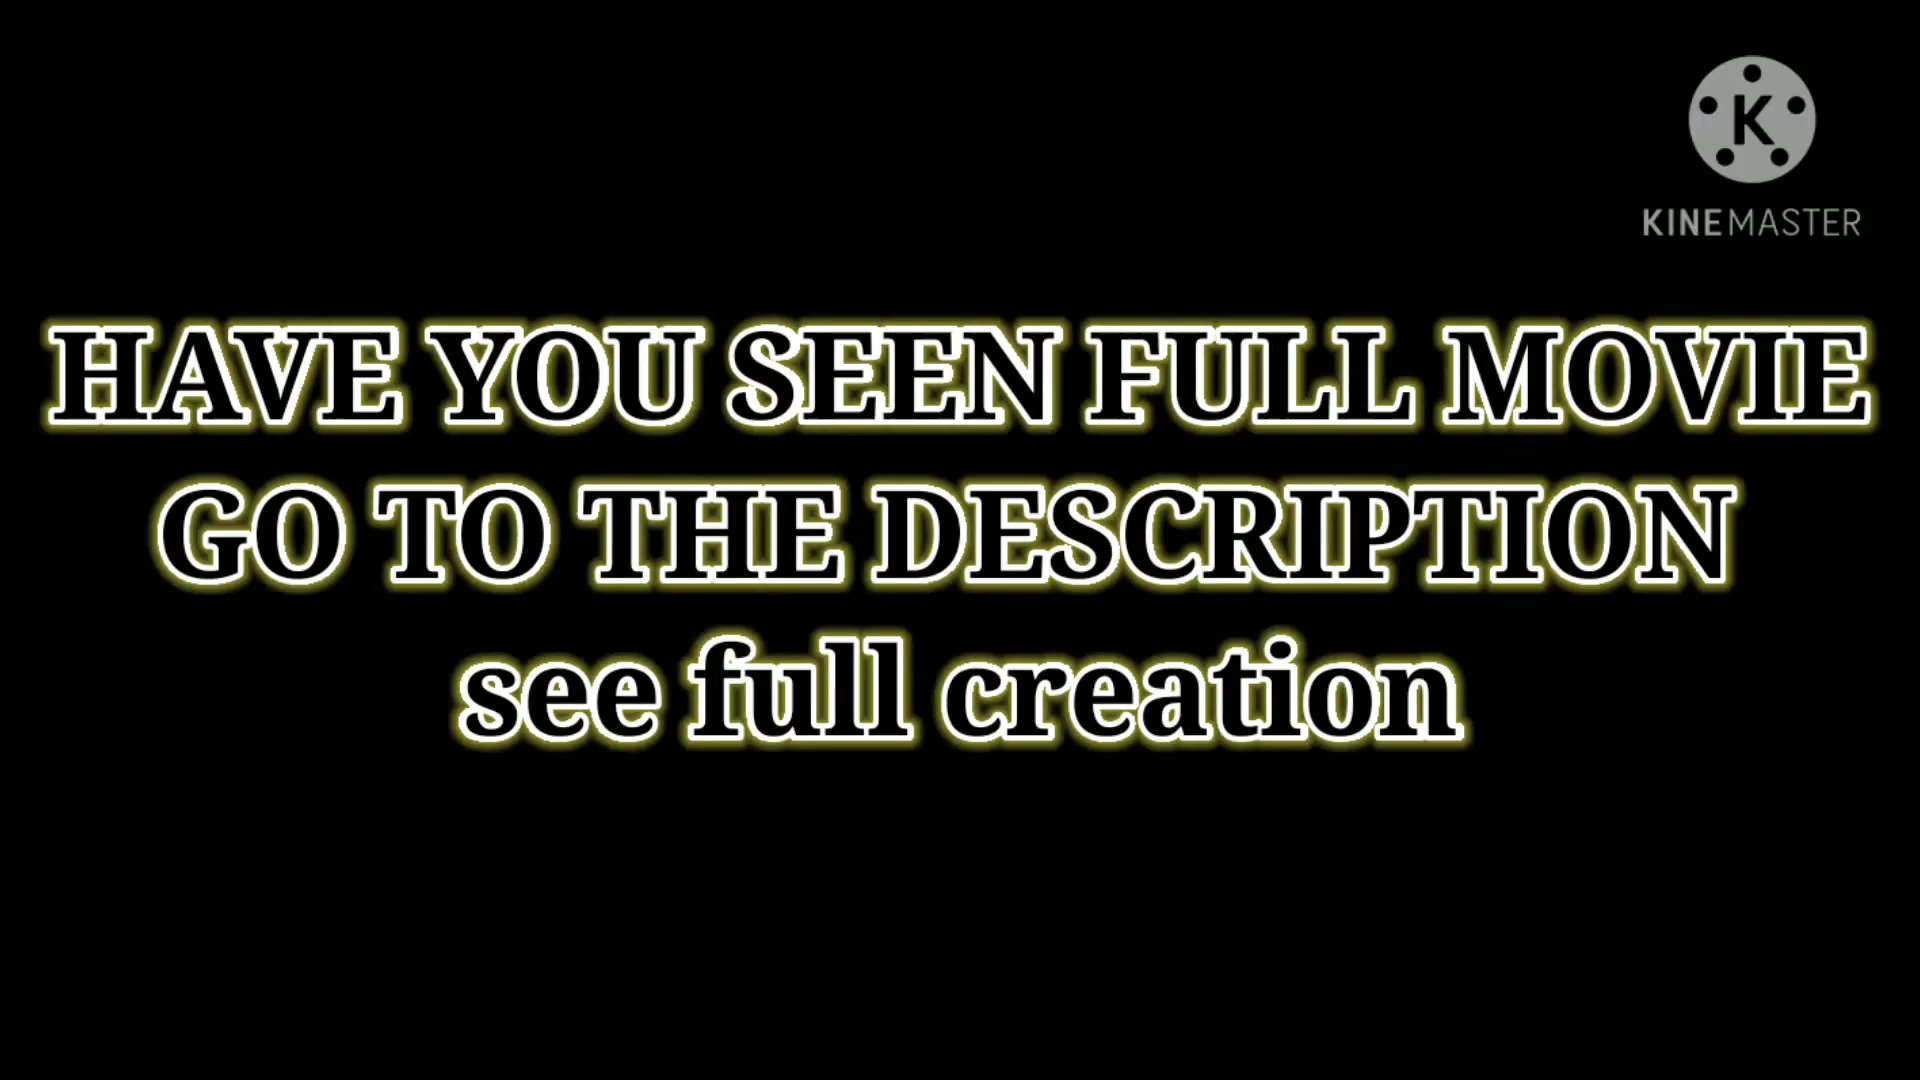 K
KINEMASTER
HAVE YOU SEEN FULL MOVIE
GO TO THE DESCRIPTION
see full creation